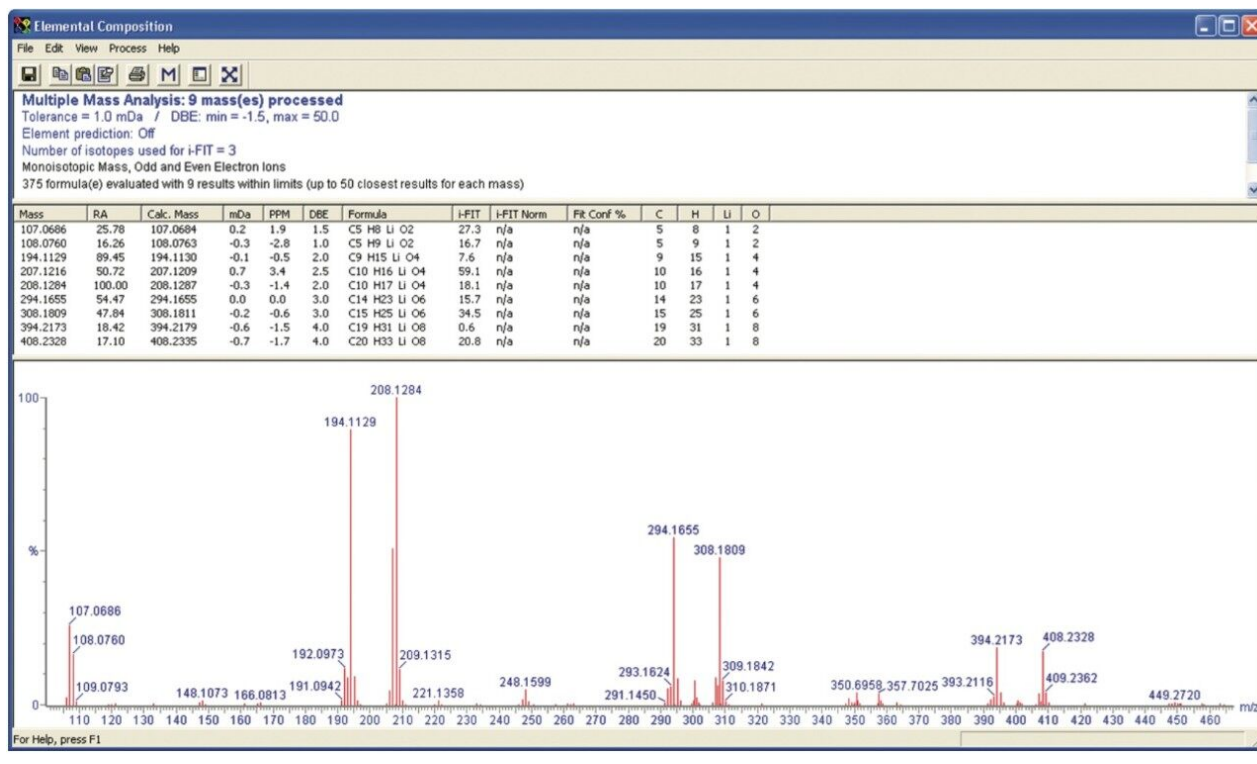 Elemental Composition
File Edit View Process Help
M
Multiple Mass Analysis: 9 mass(es) processed
Tolerance = 1.0 mDa / DBE: min = -1.5, max = 50.0
Element prediction: Off
Number of isotopes used for i-FIT = 3
Monoisotopic Mass, Odd and Even Electron Ions
375 formula(e) evaluated with 9 results within limits (up to 50 closest results for each mass)
Mass RA Calc. Mass mDa PPM DBE Formula i-FIT i-FIT Norm Fit Conf % C H Li O
107.0686 25.78 107.0684 0.2 1.9 1.5 C5 H8 Li O2 27.3 n/a n/a 5 8 1 2
108.0760 16.26 108.0763 -0.3 -2.8 1.0 C5 H9 Li O2 16.7 n/a n/a 5 9 1 2
194.1129 89.45 194.1130 -0.1 -0.5 2.0 C9 H15 Li O4 7.6 n/a n/a 9 15 1 4
207.1216 50.72 207.1209 0.7 3.4 2.5 C10 H16 Li O4 59.1 n/a n/a 10 16 1 4
208.1284 100.00 208.1287 -0.3 -1.4 2.0 C10 H17 Li O4 18.1 n/a n/a 10 17 1 4
294.1655 54.47 294.1655 0.0 0.0 3.0 C14 H23 Li O6 15.7 n/a n/a 14 23 1 6
308.1809 47.84 308.1811 -0.2 -0.6 3.0 C15 H25 Li O6 34.5 n/a n/a 15 25 1 6
394.2173 18.42 394.2179 -0.6 -1.5 4.0 C19 H31 Li O8 0.6 n/a n/a 19 31 1 8
408.2328 17.10 408.2335 -0.7 -1.7 4.0 C20 H33 Li O8 20.8 n/a n/a 20 33 1 8
100
208.1284
194.1129
294.1655
%
308.1809
107.0686
108.0760
394.2173 408.2328
192.0973 209.1315
293.1624 309.1842
109.0793 148.1073 166.0813 191.0942 221.1358 248.1599 291.1450 310.1871 350.6958 357.7025 393.2116 409.2362 449.2720
0
110 120 130 140 150 160 170 180 190 200 210 220 230 240 250 260 270 280 290 300 310 320 330 340 350 360 370 380 390 400 410 420 430 440 450 460
m/z
For Help, press F1